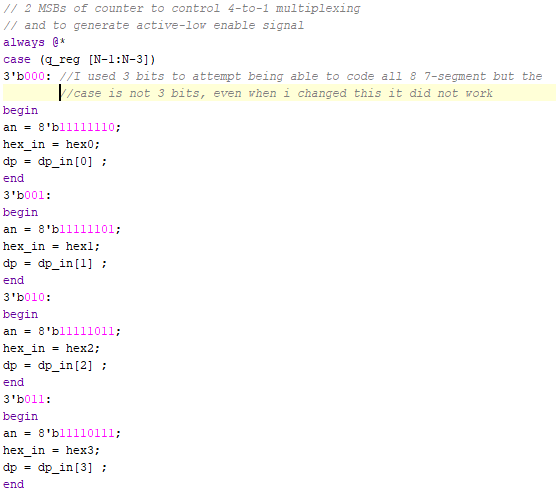 // 2 MSBs of counter to control 4-to-1 multiplexing
// and to generate active-low enable signal
always @*
case (q_reg [N-1:N-3])
3'b000: //I used 3 bits to attempt being able to code all 8 7-segment but the
//case is not 3 bits, even when i changed this it did not work
begin
an = 8'b11111110;
hex_in = hex0;
dp = dp_in[0] ;
end
3'b001:
begin
an = 8'b11111101;
hex_in = hex1;
dp = dp_in[1] ;
end
3'b010:
begin
an = 8'b11111011;
hex_in = hex2;
dp = dp_in[2] ;
end
3'b011:
begin
an = 8'b11110111;
hex_in = hex3;
dp = dp_in[3] ;
end